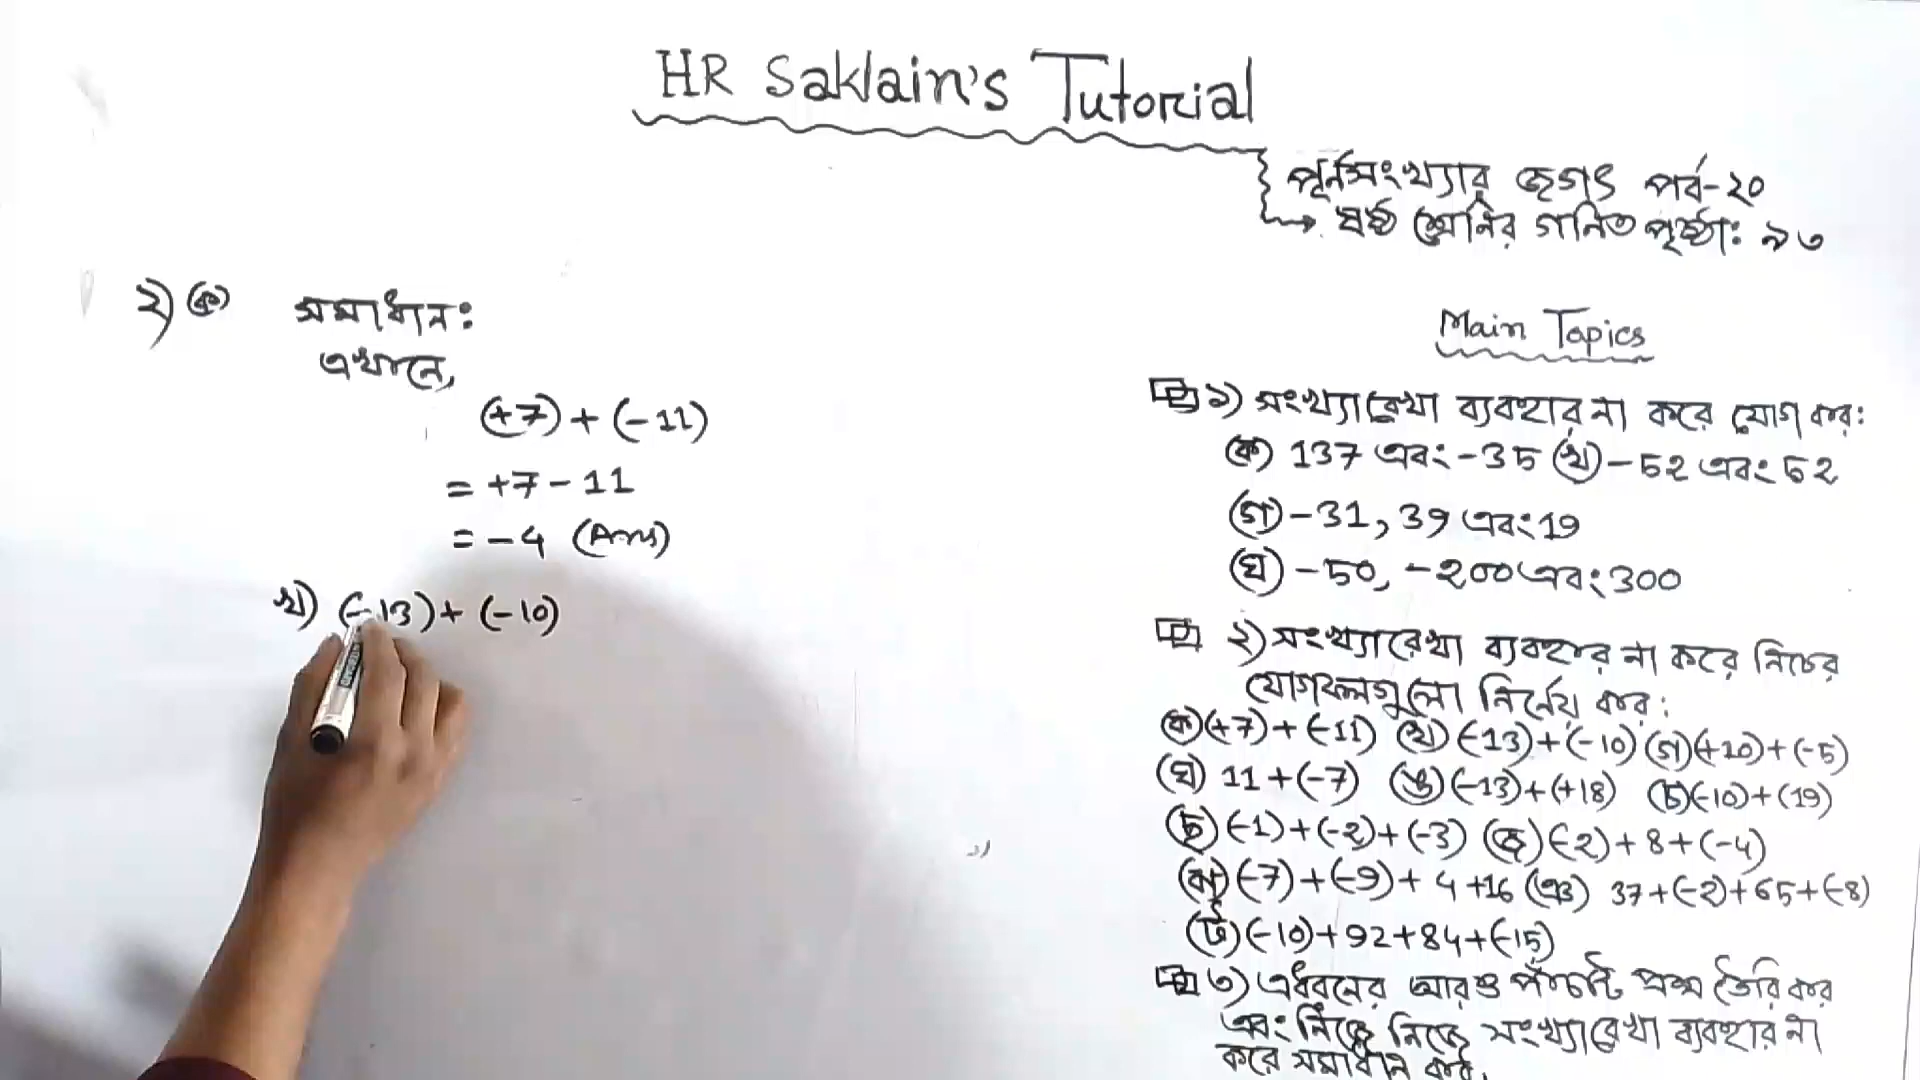 HR Saklain's Tutorial
পূর্নসংখ্যার জগৎ পর্ব-২০
ষষ্ঠ শ্রেনির গনিত পৃষ্ঠা: ৯৩
২) ক) সমাধান:
এখানে,
(+7) + (-11)
= +7 - 11
= -4 (Ans)
খ) (-13) + (-10)
Main Topics
১) সংখ্যারেখা ব্যবহার না করে যোগ কর:
(ক) 137 এবং -35 (খ) -52 এবং 52
(গ) -31, 39 এবং 19
(ঘ) -50, -200 এবং 300
২) সংখ্যারেখা ব্যবহার না করে নিচের
যোগফলগুলো নির্নেয় কর:
(ক) (+7) + (-11) (খ) (-13) + (-10) (গ) (+10) + (-5)
(ঘ) 11 + (-7) (ঙ) (-13) + (+18) (চ) (-10) + (19)
(ছ) (-1) + (-2) + (-3) (জ) (-2) + 8 + (-4)
(ঝ) (-7) + (-9) + 4 + 16 (ঞ) 37 + (-2) + 65 + (-8)
(ট) (-10) + 92 + 84 + (-15)
৩) এধরনের আরও পাঁচটি প্রশ্ন তৈরি কর
এবং নিজে নিজে সংখ্যারেখা ব্যবহার না
করে সমাধান কর.